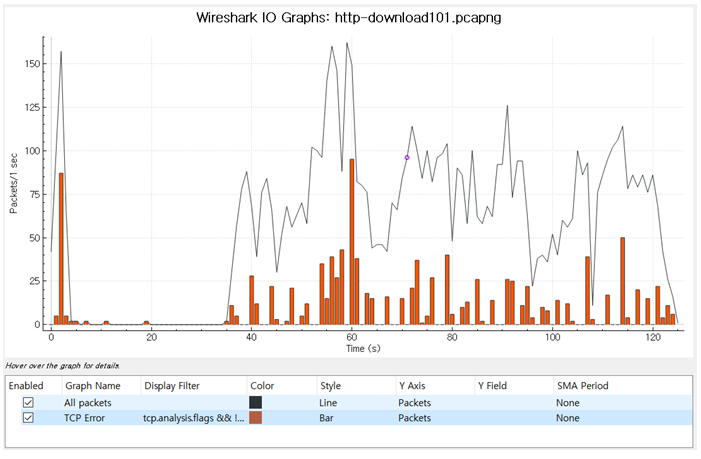 Wireshark IO Graphs: http-download101.pcapng
Packets/1 sec
150
125
100
75
50
25
0
0 20 40 60 80 100 120
Time (s)
Hover over the graph for details.
Enabled Graph Name Display Filter Color Style Y Axis Y Field SMA Period
All packets Line Packets None
TCP Error tcp.analysis.flags && !... Bar Packets None